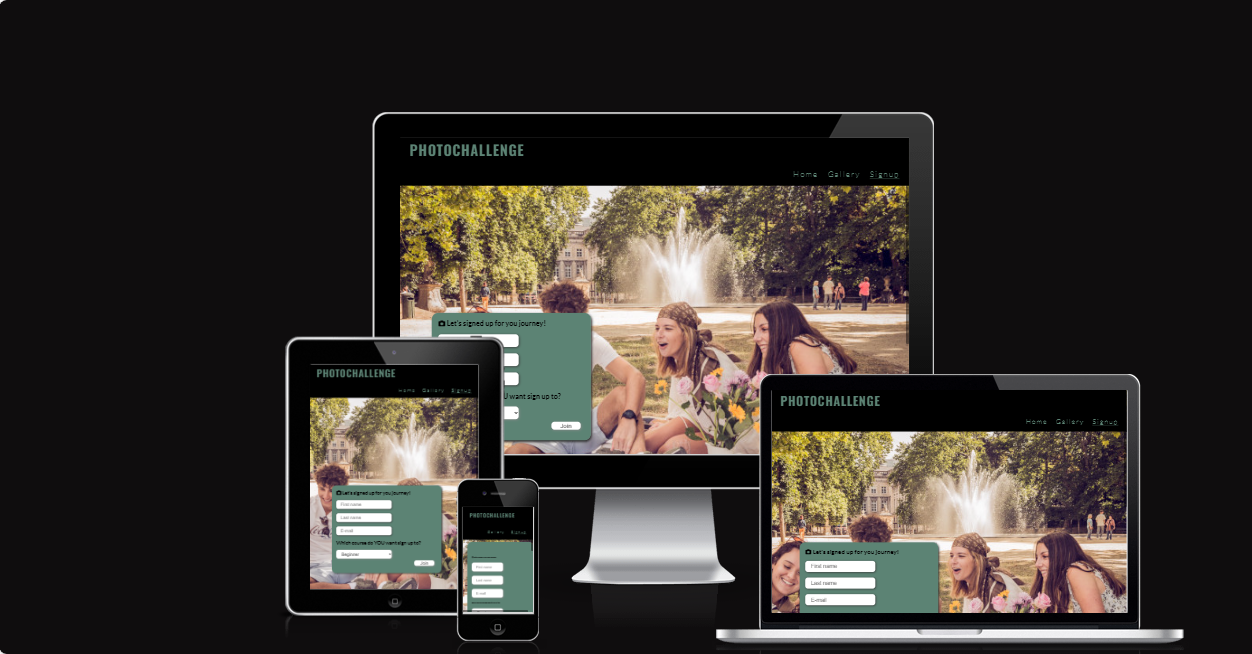 PHOTOCHALLENGE
Home Gallery Signup
Let's signed up for you journey!
U want sign up to?
Join
PHOTOCHALLENGE
Home Gallery Signup
Let's signed up for you journey!
First name
Last name
E-mail
Which course do YOU want sign up to?
Beginner
Join
PHOTOCHALLENGE
Gallery Signup
First name
Last name
E-mail
PHOTOCHALLENGE
Home Gallery Signup
Let's signed up for you journey!
First name
Last name
E-mail